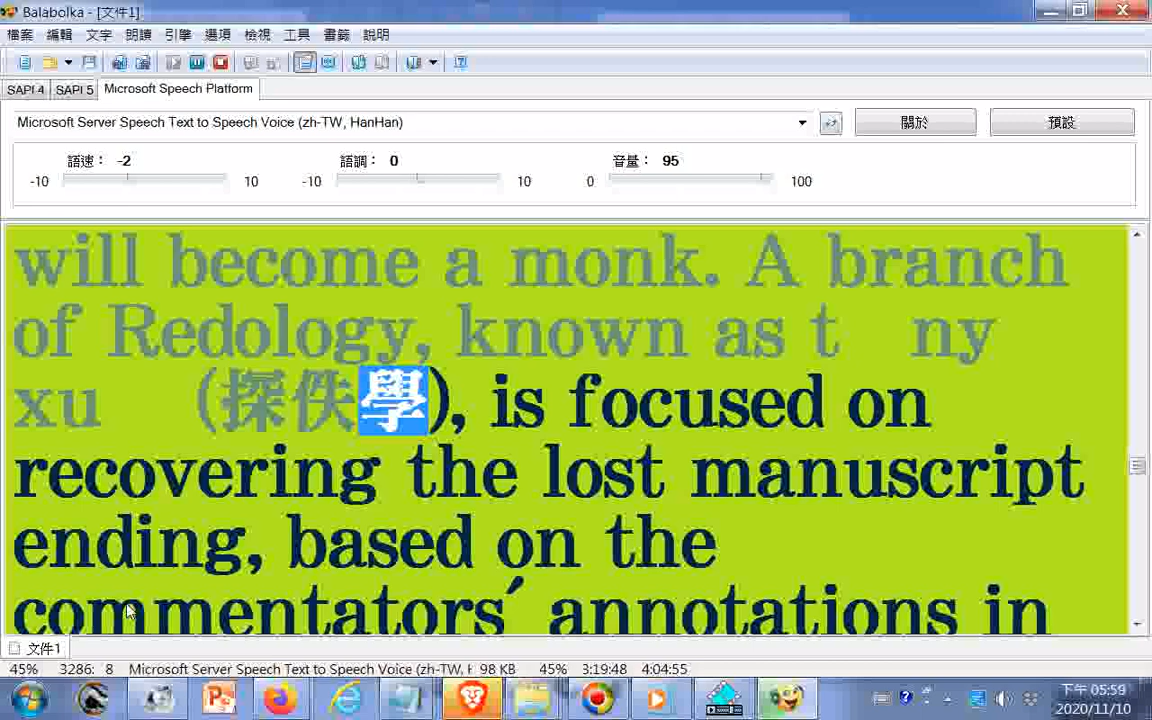 Balabolka - [文件1]
檔案 編輯 文字 朗讀 引擎 選項 檢視 工具 書籤 說明
SAPI 4 SAPI 5 Microsoft Speech Platform
Microsoft Server Speech Text to Speech Voice (zh-TW, HanHan) 關於 預設
語速： -2 語調： 0 音量： 95
-10 10 -10 10 0 100
will become a monk. A branch
of Redology, known as t ny
xu (探佚學), is focused on
recovering the lost manuscript
ending, based on the
commentators' annotations in
文件1
45% 3286: 8 Microsoft Server Speech Text to Speech Voice (zh-TW, H 98 KB 45% 3:19:48 4:04:55
下午 05:59
2020/11/10